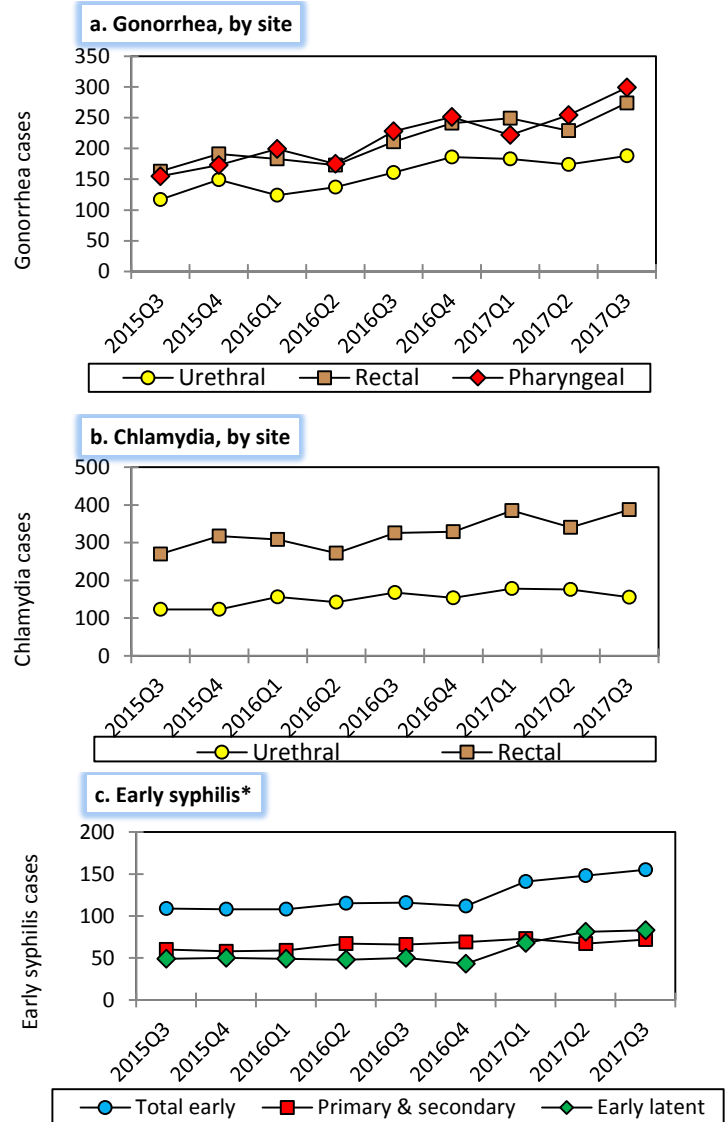 a. Gonorrhea, by site
Gonorrhea cases
350
300
250
200
150
100
50
0
2015Q3 2015Q4 2016Q1 2016Q2 2016Q3 2016Q4 2017Q1 2017Q2 2017Q3
Urethral Rectal Pharyngeal
b. Chlamydia, by site
Chlamydia cases
500
400
300
200
100
0
2015Q3 2015Q4 2016Q1 2016Q2 2016Q3 2016Q4 2017Q1 2017Q2 2017Q3
Urethral Rectal
c. Early syphilis*
Early syphilis cases
200
150
100
50
0
2015Q3 2015Q4 2016Q1 2016Q2 2016Q3 2016Q4 2017Q1 2017Q2 2017Q3
Total early Primary & secondary Early latent